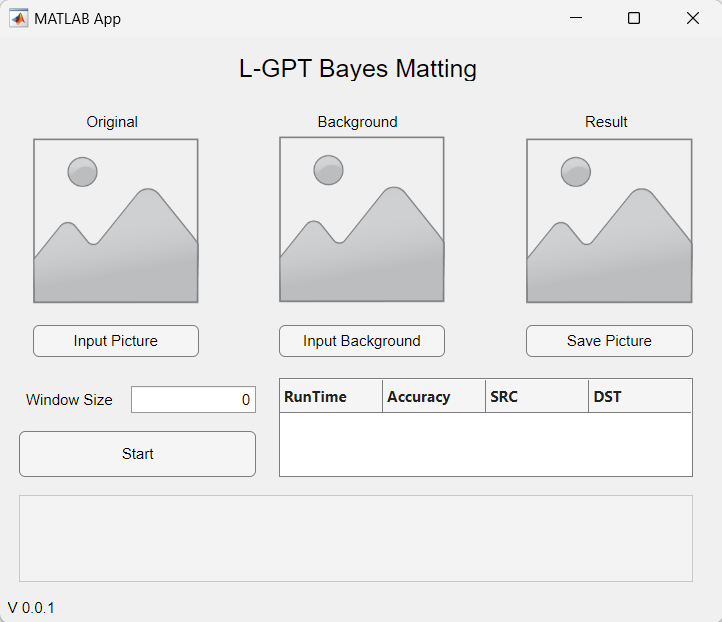 MATLAB App
L-GPT Bayes Matting
Original
Background
Result
Input Picture
Input Background
Save Picture
Window Size
0
RunTime
Accuracy
SRC
DST
Start
V 0.0.1